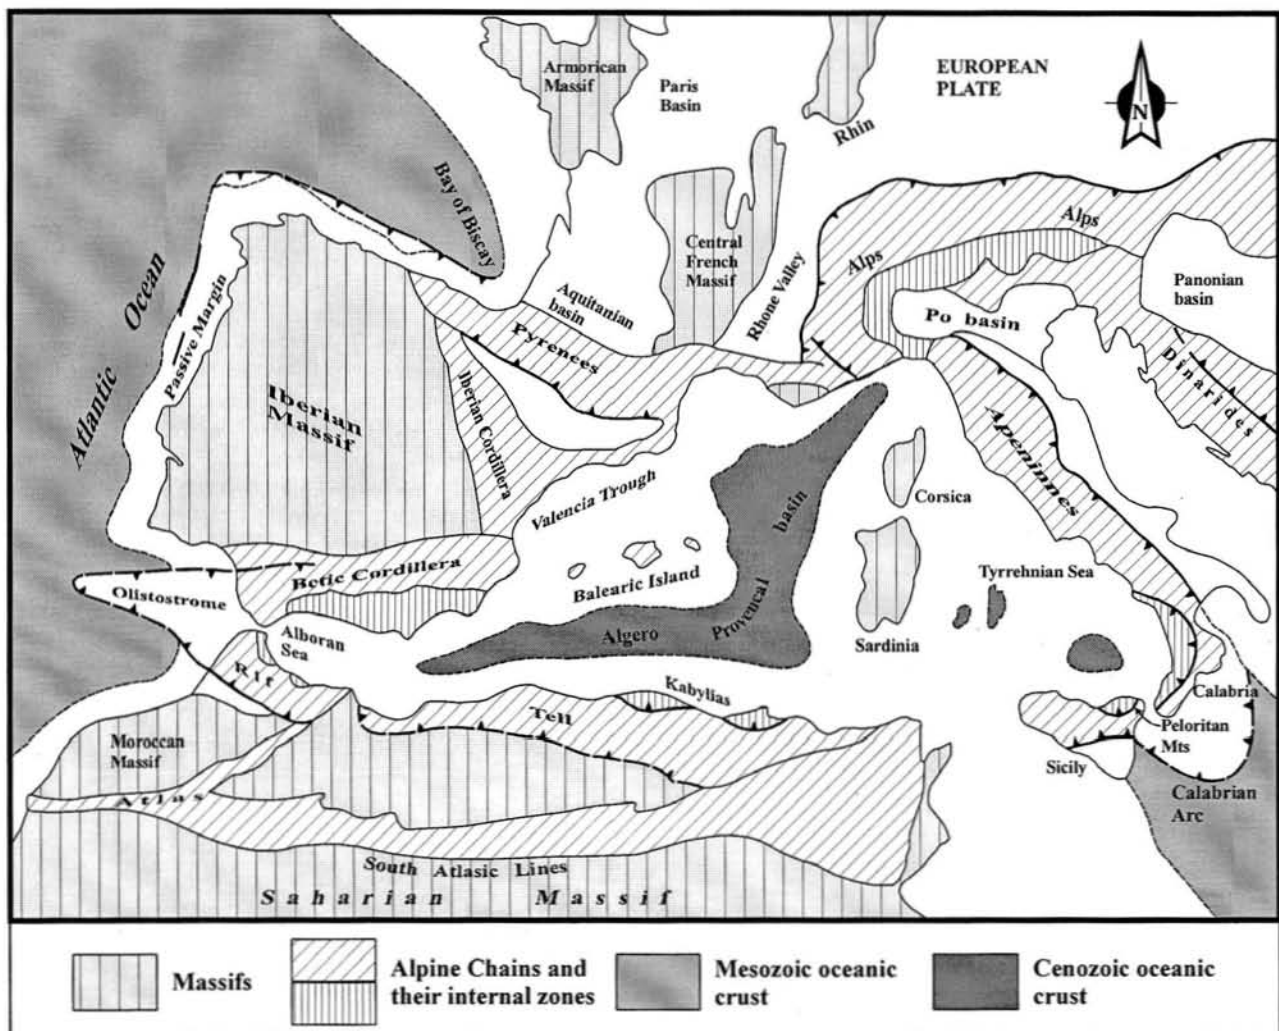 Armorican
Massif
Paris
Basin
EUROPEAN
PLATE
N
Rhin
Bay of Biscay
Alps
Alps
Central
French
Massif
Rhone Valley
Panonian
basin
Atlantic Ocean
Passive Margin
Aquitanian
basin
Po basin
Pyrenees
Dinarides
Iberian
Massif
Iberian Cordillera
Apeninnes
Valencia Trough
Corsica
Betic Cordillera
Balearic Island
Algero Provencal basin
Tyrrehnian Sea
Olistostrome
Alboran
Sea
Sardinia
Rif
Kabylias
Calabria
Tell
Peloritan
Mts
Moroccan
Massif
Sicily
Atlas
Calabrian
Arc
South Atlasic Lines
Saharian Massif
Massifs
Alpine Chains and
their internal zones
Mesozoic oceanic
crust
Cenozoic oceanic
crust